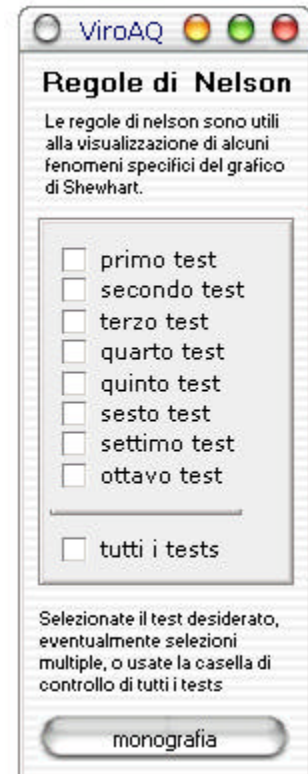 ViroAQ
Regole di Nelson
Le regole di nelson sono utili
alla visualizzazione di alcuni
fenomeni specifici del grafico
di Shewhart.
primo test
secondo test
terzo test
quarto test
quinto test
sesto test
settimo test
ottavo test
tutti i tests
Selezionate il test desiderato,
eventualmente selezioni
multiple, o usate la casella di
controllo di tutti i tests
monografia